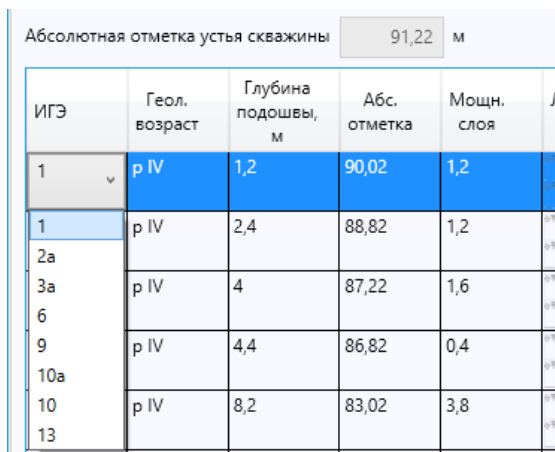 Абсолютная отметка устья скважины 91,22 м
ИГЭ Геол. возраст Глубина подошвы, м Абс. отметка Мощн. слоя
1 p IV 1,2 90,02 1,2
1 p IV 2,4 88,82 1,2
2а
3а p IV 4 87,22 1,6
6
9 p IV 4,4 86,82 0,4
10а
10 p IV 8,2 83,02 3,8
13